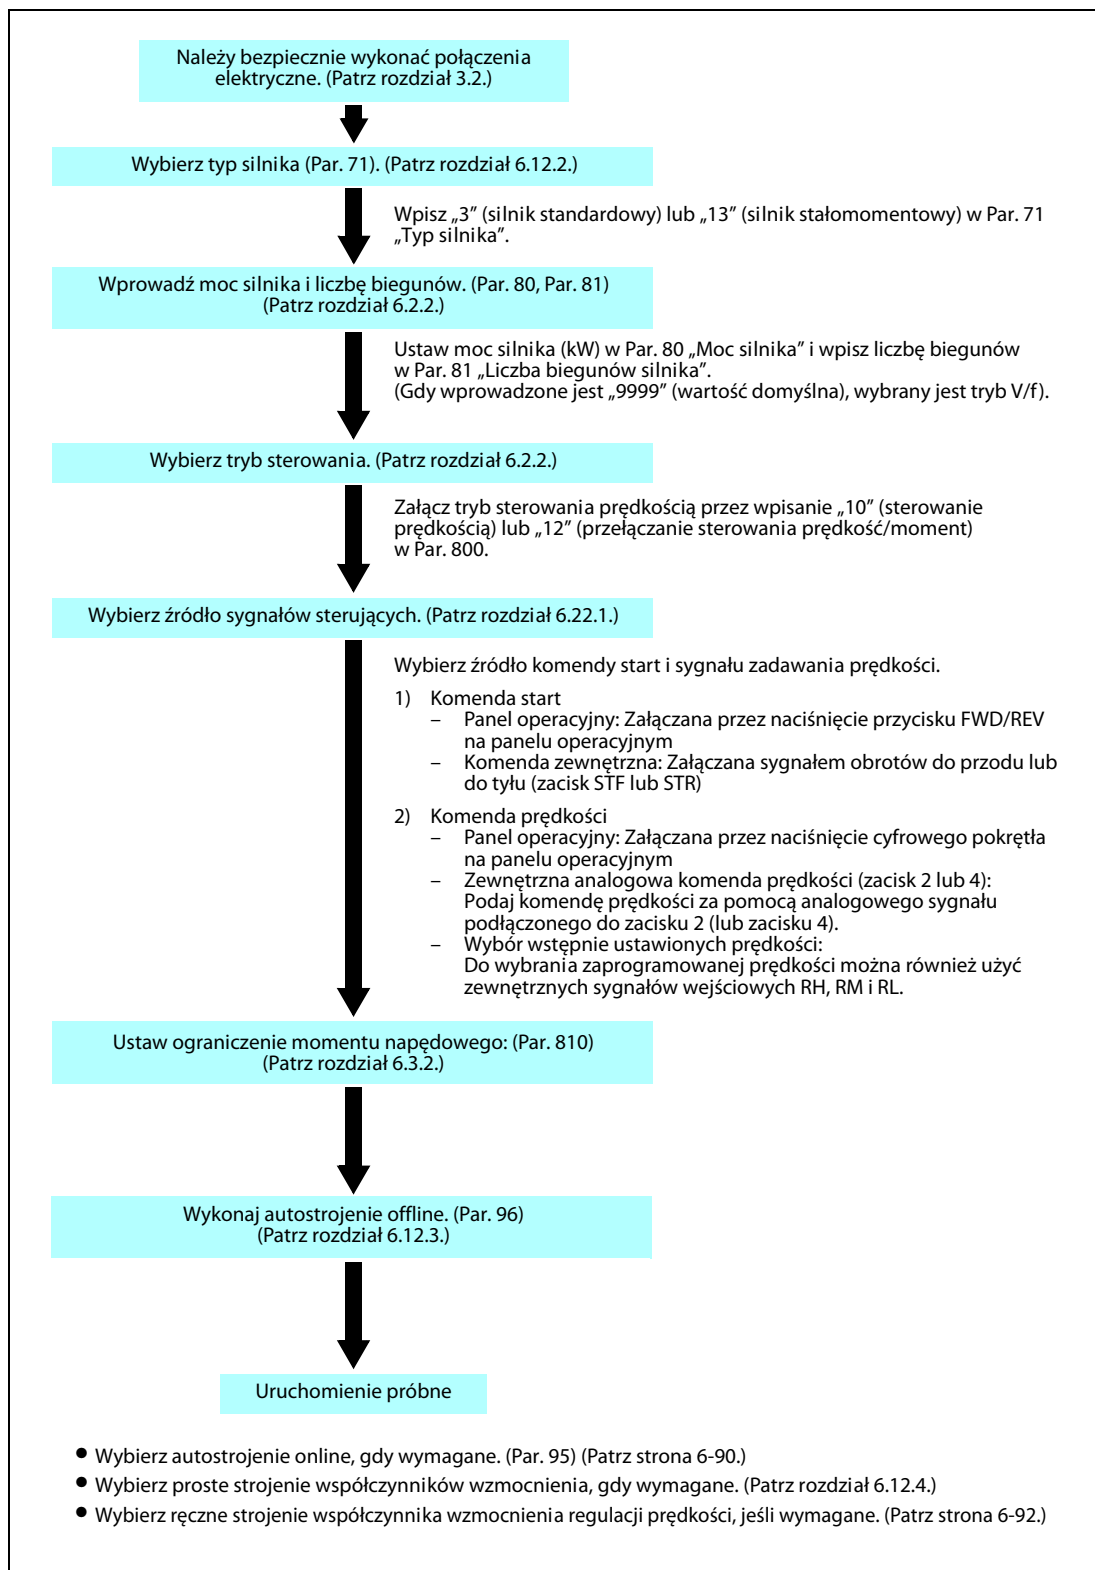 Należy bezpiecznie wykonać połączenia
elektryczne. (Patrz rozdział 3.2.)
Wybierz typ silnika (Par. 71). (Patrz rozdział 6.12.2.)
Wpisz „3” (silnik standardowy) lub „13” (silnik stałomomentowy) w Par. 71
„Typ silnika”.
Wprowadź moc silnika i liczbę biegunów. (Par. 80, Par. 81)
(Patrz rozdział 6.2.2.)
Ustaw moc silnika (kW) w Par. 80 „Moc silnika” i wpisz liczbę biegunów
w Par. 81 „Liczba biegunów silnika”.
(Gdy wprowadzone jest „9999” (wartość domyślna), wybrany jest tryb V/f).
Wybierz tryb sterowania. (Patrz rozdział 6.2.2.)
Załącz tryb sterowania prędkością przez wpisanie „10” (sterowanie
prędkością) lub „12” (przełączanie sterowania prędkość/moment)
w Par. 800.
Wybierz źródło sygnałów sterujących. (Patrz rozdział 6.22.1.)
Wybierz źródło komendy start i sygnału zadawania prędkości.
1) Komenda start
– Panel operacyjny: Załączana przez naciśnięcie przycisku FWD/REV
na panelu operacyjnym
– Komenda zewnętrzna: Załączana sygnałem obrotów do przodu lub
do tyłu (zacisk STF lub STR)
2) Komenda prędkości
– Panel operacyjny: Załączana przez naciśnięcie cyfrowego pokrętła
na panelu operacyjnym
– Zewnętrzna analogowa komenda prędkości (zacisk 2 lub 4):
Podaj komendę prędkości za pomocą analogowego sygnału
podłączonego do zacisku 2 (lub zacisku 4).
– Wybór wstępnie ustawionych prędkości:
Do wybrania zaprogramowanej prędkości można również użyć
zewnętrznych sygnałów wejściowych RH, RM i RL.
Ustaw ograniczenie momentu napędowego: (Par. 810)
(Patrz rozdział 6.3.2.)
Wykonaj autostrojenie offline. (Par. 96)
(Patrz rozdział 6.12.3.)
Uruchomienie próbne
● Wybierz autostrojenie online, gdy wymagane. (Par. 95) (Patrz strona 6-90.)
● Wybierz proste strojenie współczynników wzmocnienia, gdy wymagane. (Patrz rozdział 6.12.4.)
● Wybierz ręczne strojenie współczynnika wzmocnienia regulacji prędkości, jeśli wymagane. (Patrz strona 6-92.)